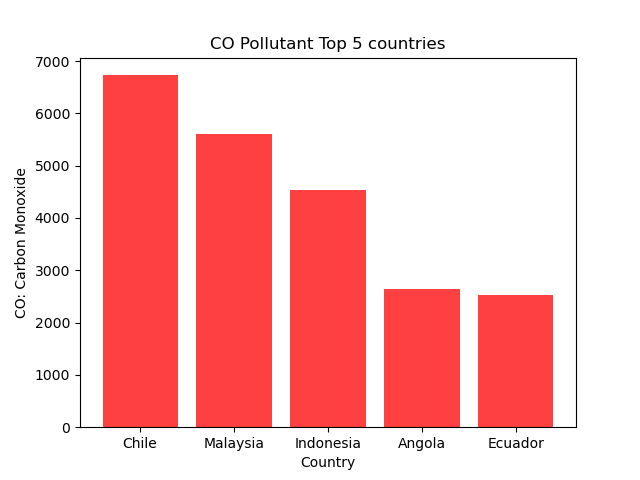 CO Pollutant Top 5 countries
7000
6000
5000
4000
3000
2000
1000
0
CO: Carbon Monoxide
Chile Malaysia Indonesia Angola Ecuador
Country